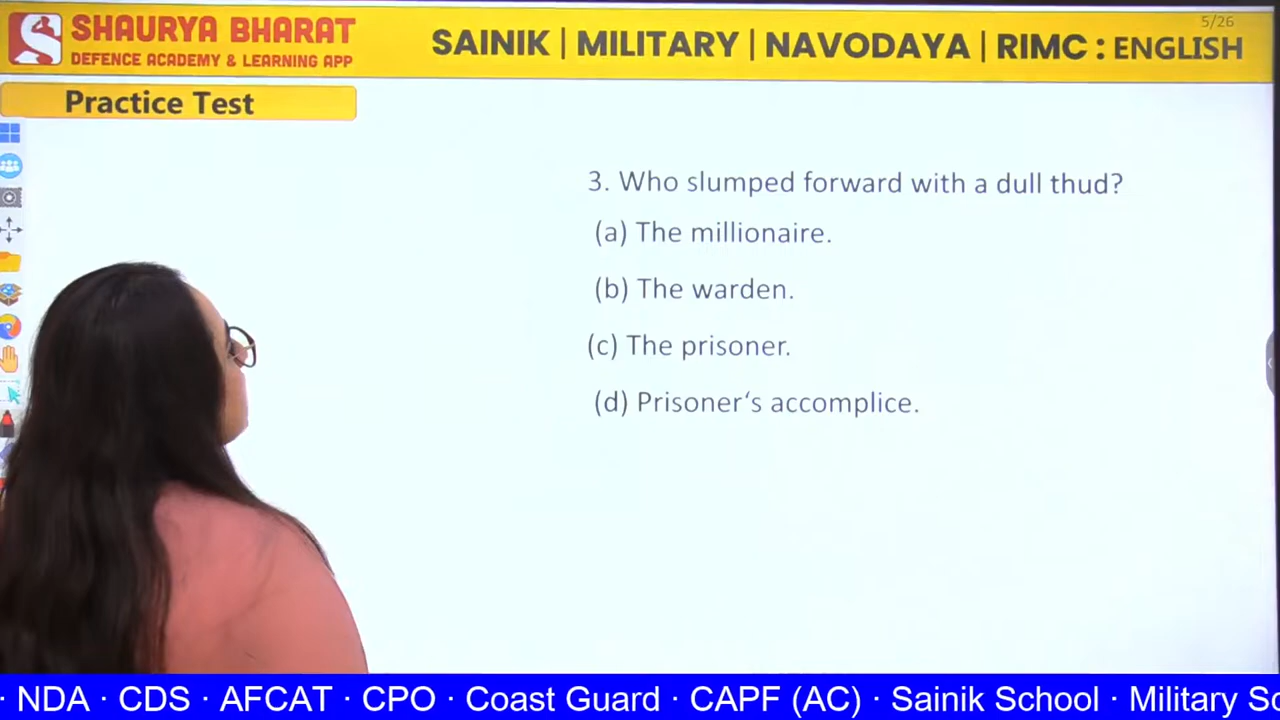 5/26
SHAURYA BHARAT
DEFENCE ACADEMY & LEARNING APP
SAINIK | MILITARY | NAVODAYA | RIMC : ENGLISH
Practice Test
3. Who slumped forward with a dull thud?
(a) The millionaire.
(b) The warden.
(c) The prisoner.
(d) Prisoner‘s accomplice.
· NDA · CDS · AFCAT · CPO · Coast Guard · CAPF (AC) · Sainik School · Military